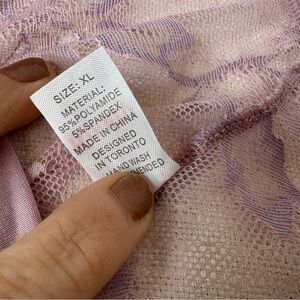 SIZE: XL
MATERIAL:
95%POLYAMIDE
5%SPANDEX
MADE IN CHINA
DESIGNED
IN TORONTO
HAND WASH